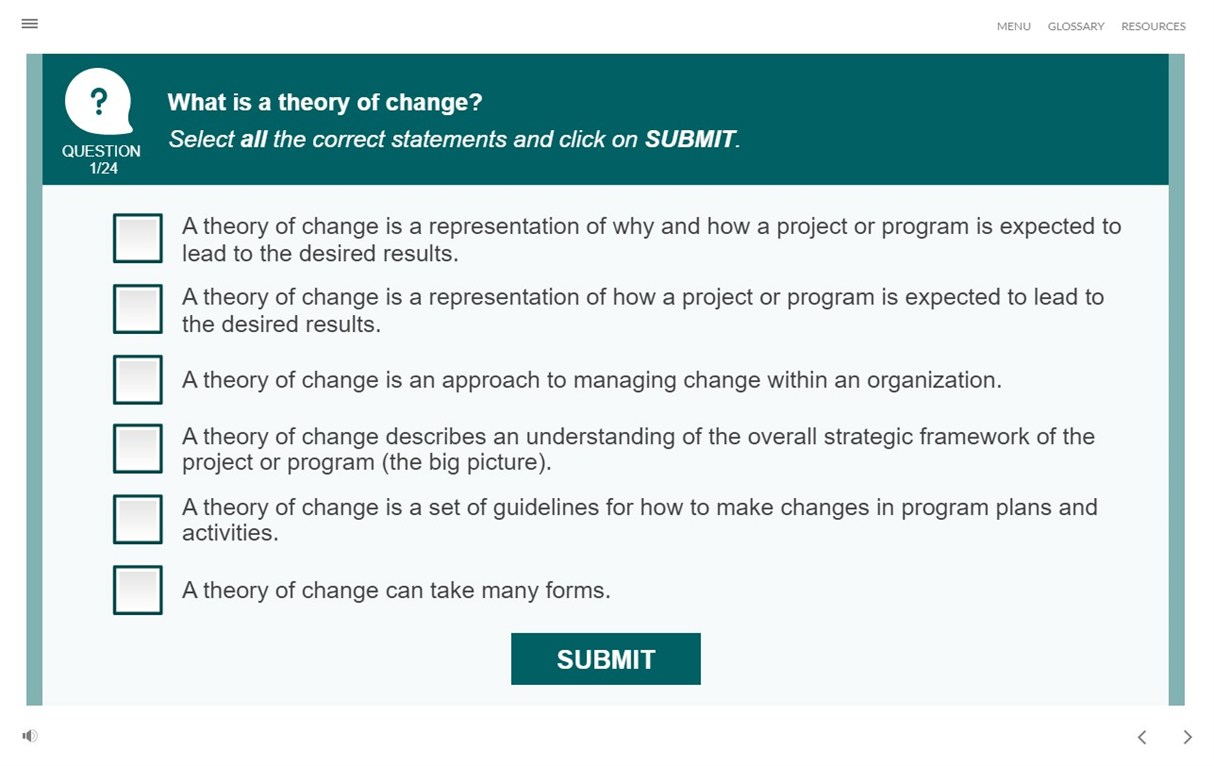 MENU GLOSSARY RESOURCES
?
What is a theory of change?
Select all the correct statements and click on SUBMIT.
QUESTION
1/24
A theory of change is a representation of why and how a project or program is expected to
lead to the desired results.
A theory of change is a representation of how a project or program is expected to lead to
the desired results.
A theory of change is an approach to managing change within an organization.
A theory of change describes an understanding of the overall strategic framework of the
project or program (the big picture).
A theory of change is a set of guidelines for how to make changes in program plans and
activities.
A theory of change can take many forms.
SUBMIT